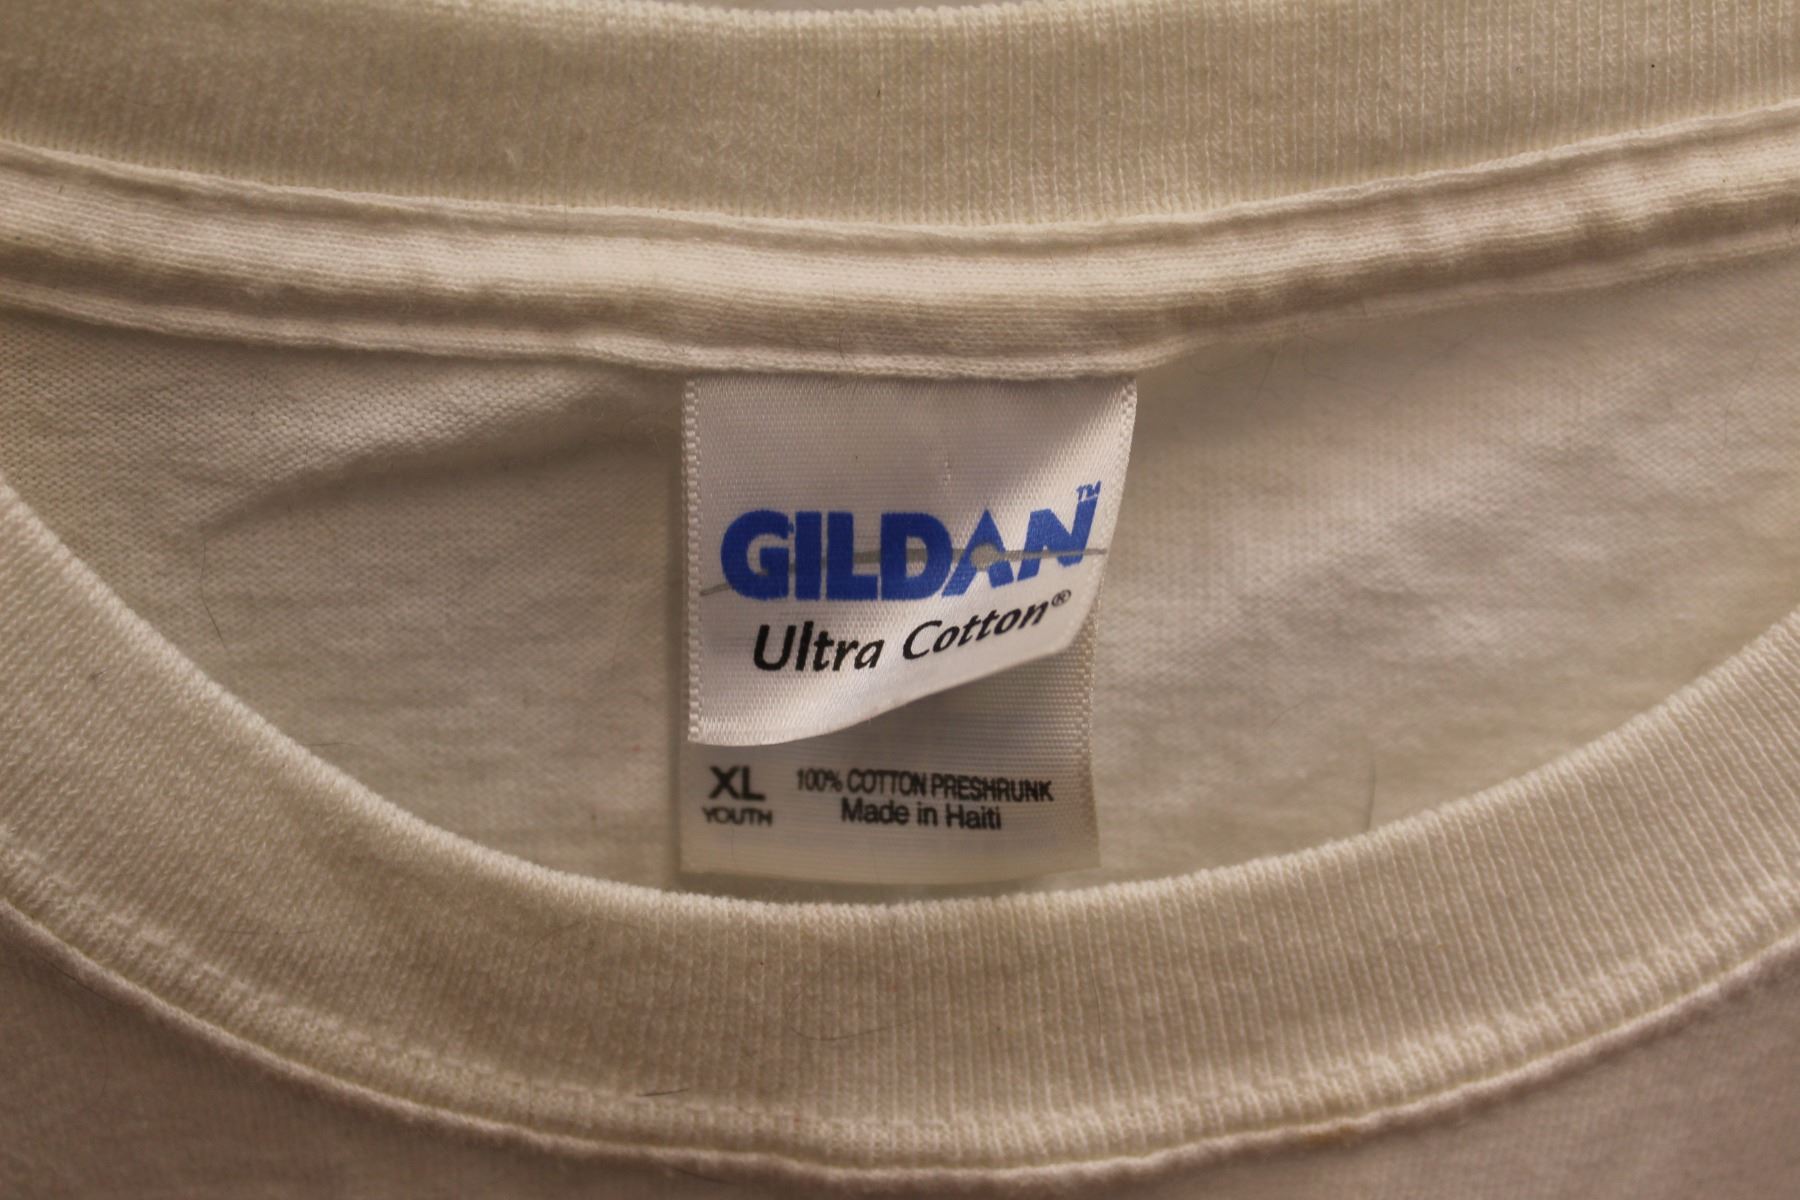 GILDAN™
Ultra Cotton®
XL 100% COTTON PRESHRUNK
YOUTH Made in Haiti